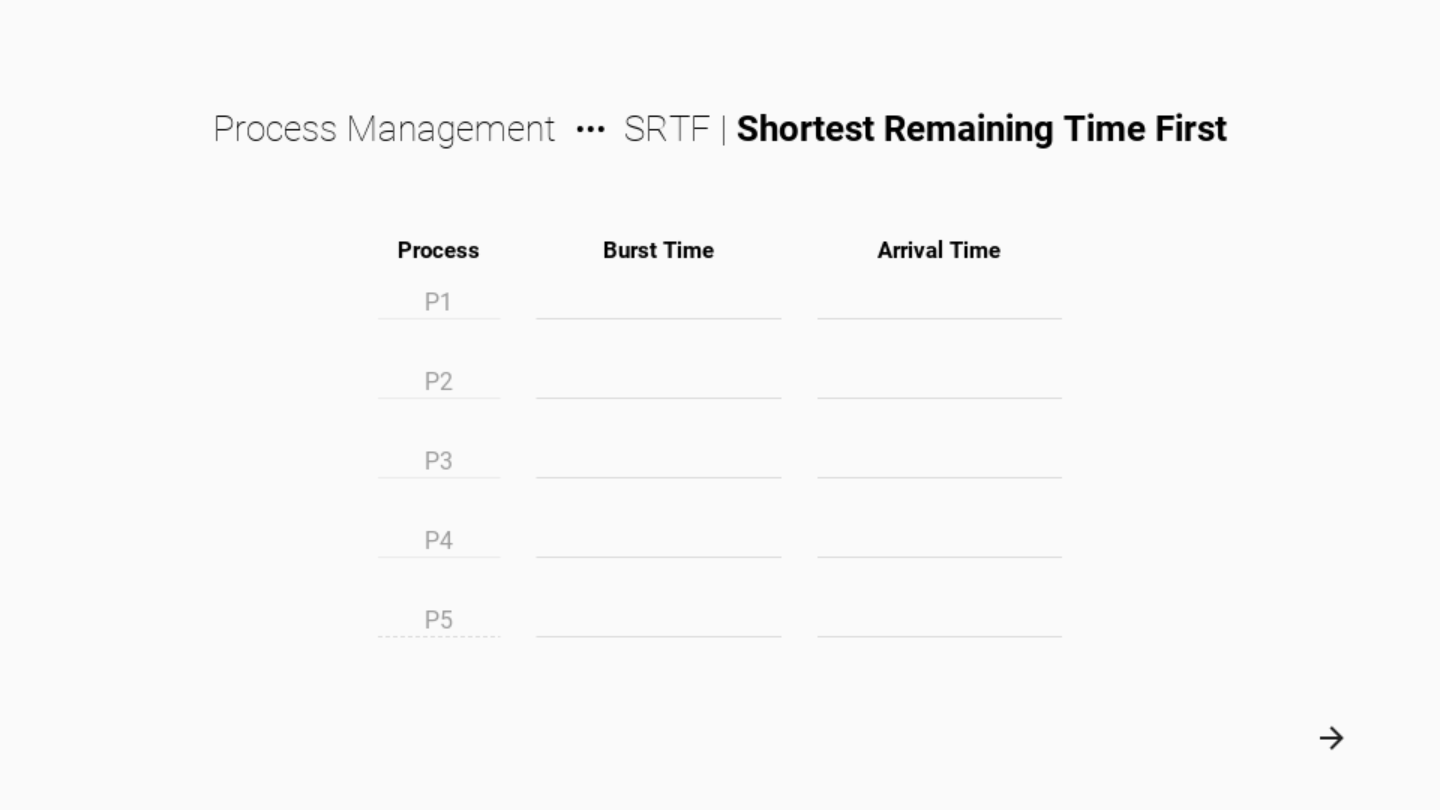 Process Management ••• SRTF | Shortest Remaining Time First
Process Burst Time Arrival Time
P1
P2
P3
P4
P5